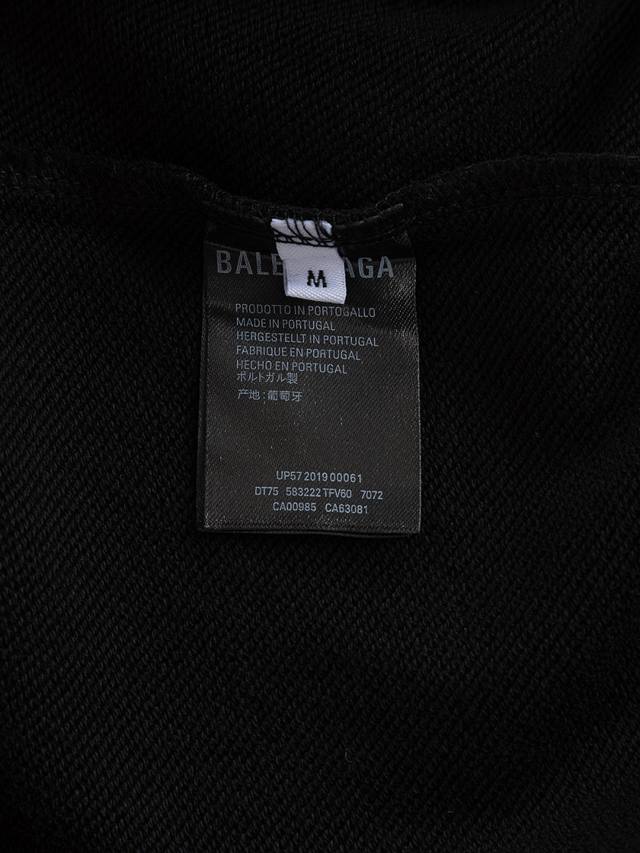 BALE AGA
M
PRODOTTO IN PORTOGALLO
MADE IN PORTUGAL
HERGESTELLT IN PORTUGAL
FABRIQUE EN PORTUGAL
HECHO EN PORTUGAL
ポルトガル製
产地:葡萄牙
UP57 2019 00061
DT75 583222 TFV60 7072
CA00985 CA63081